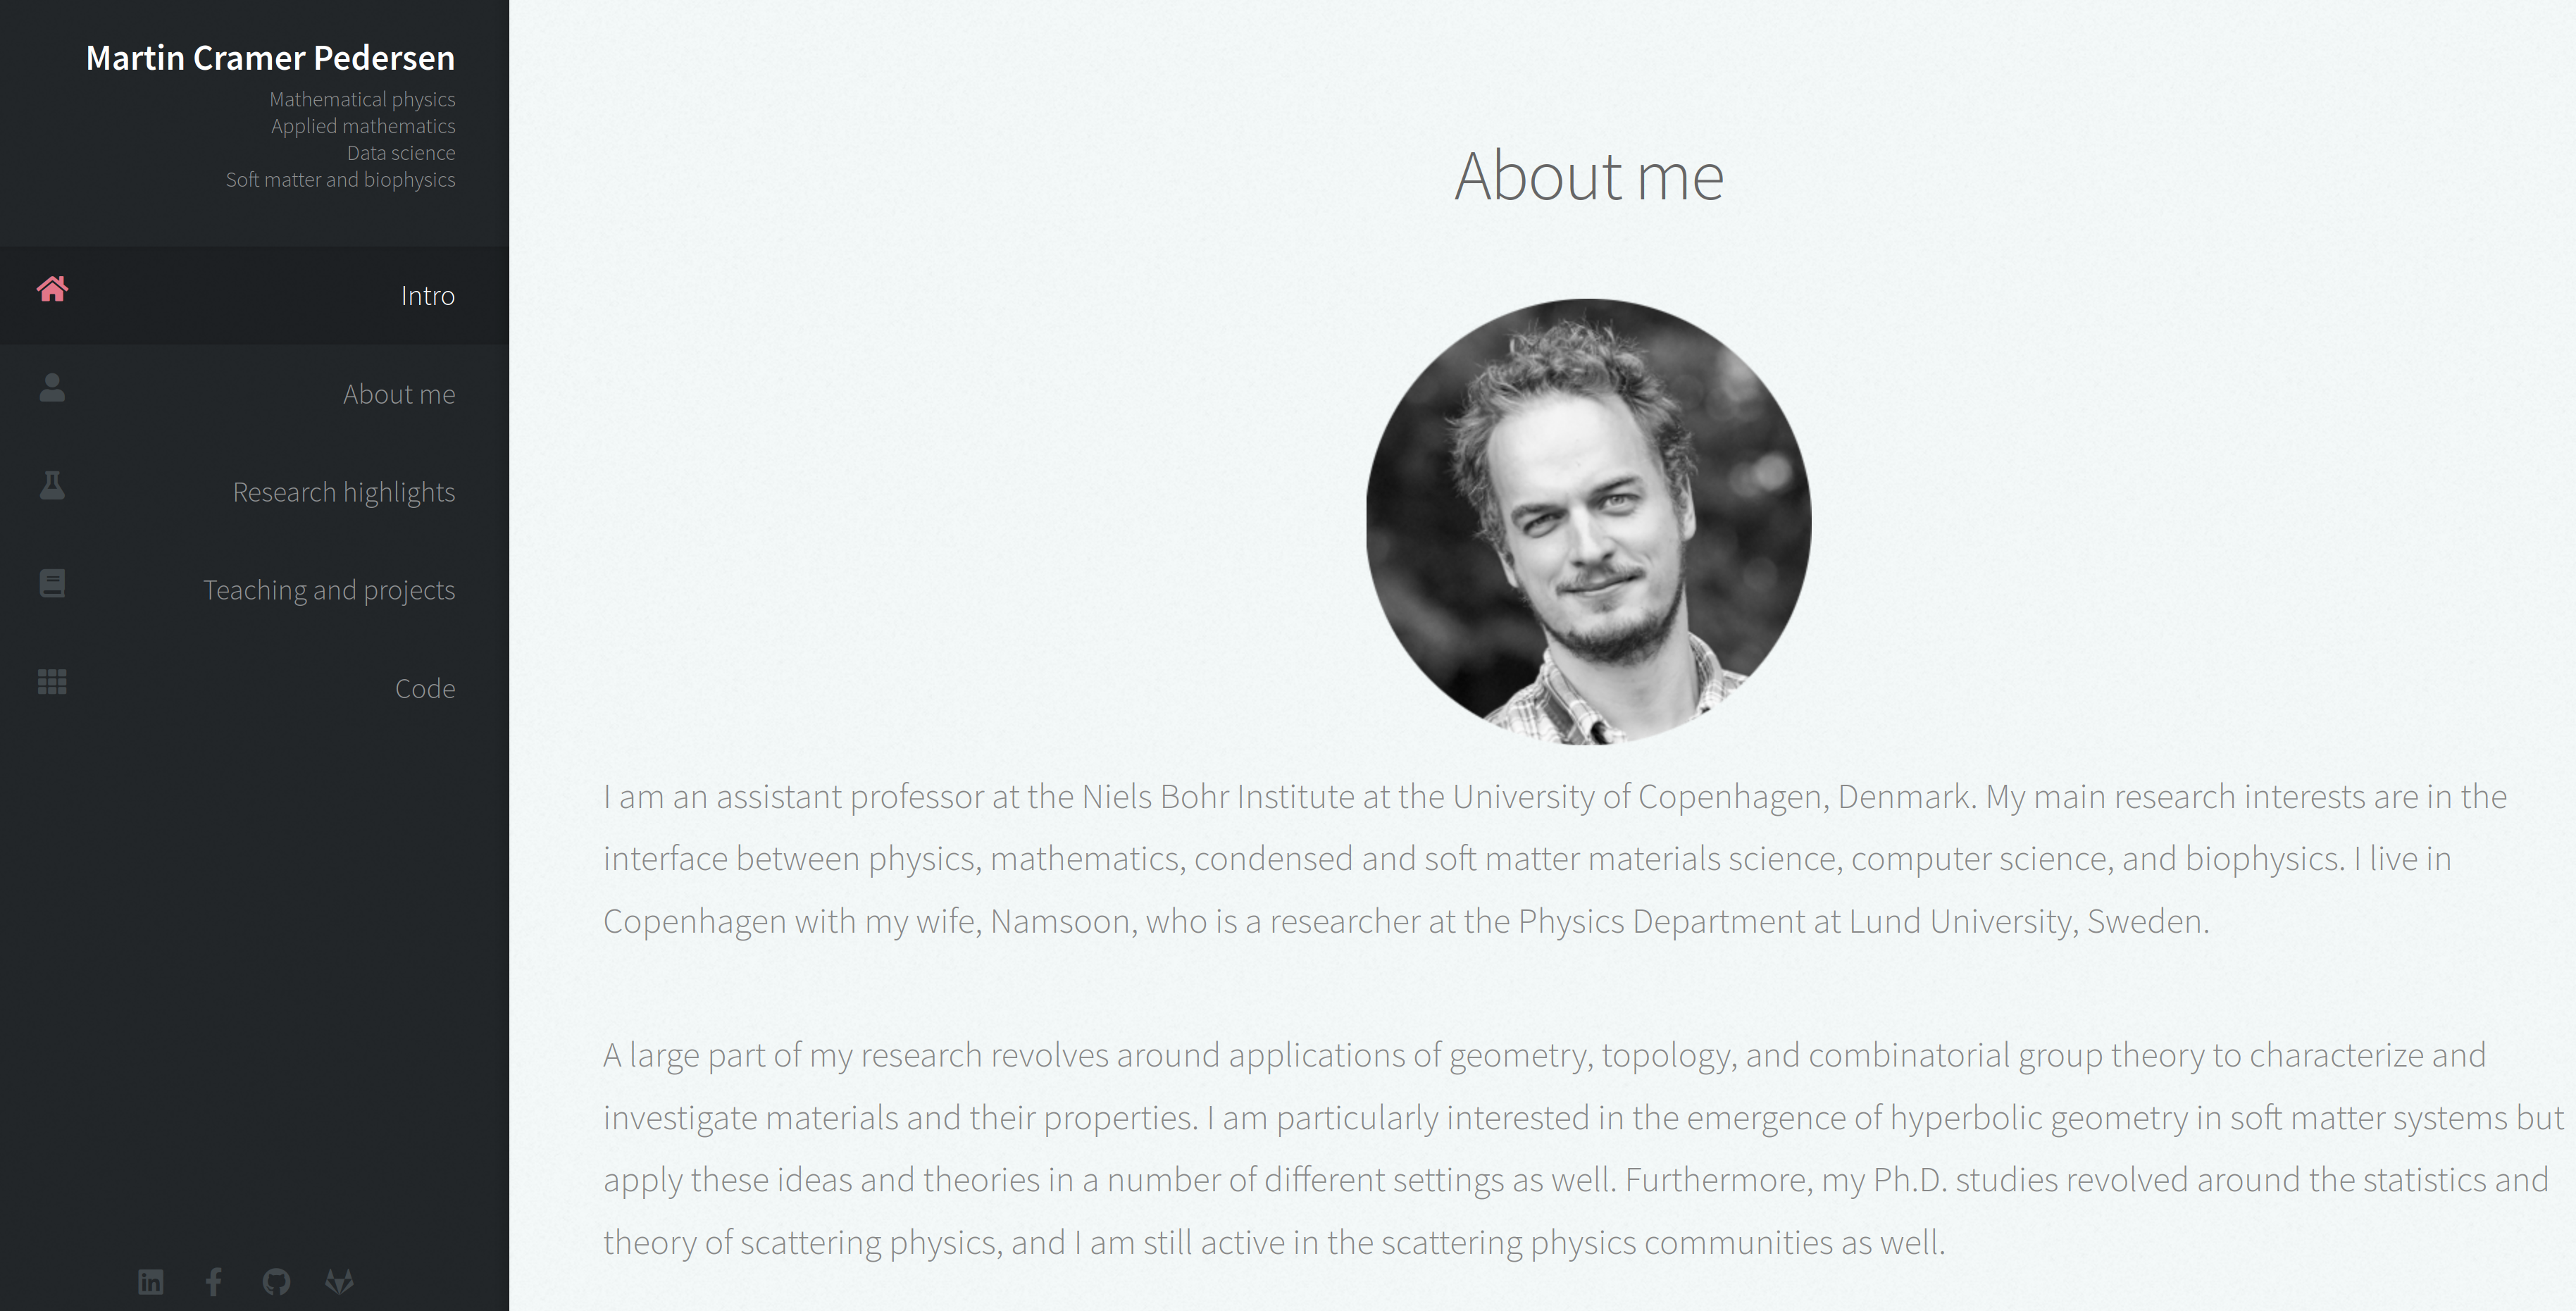 Martin Cramer Pedersen
Mathematical physics
Applied mathematics
Data science
Soft matter and biophysics
Intro
About me
Research highlights
Teaching and projects
Code
About me
I am an assistant professor at the Niels Bohr Institute at the University of Copenhagen, Denmark. My main research interests are in the
interface between physics, mathematics, condensed and soft matter materials science, computer science, and biophysics. I live in
Copenhagen with my wife, Namsoon, who is a researcher at the Physics Department at Lund University, Sweden.
A large part of my research revolves around applications of geometry, topology, and combinatorial group theory to characterize and
investigate materials and their properties. I am particularly interested in the emergence of hyperbolic geometry in soft matter systems but
apply these ideas and theories in a number of different settings as well. Furthermore, my Ph.D. studies revolved around the statistics and
theory of scattering physics, and I am still active in the scattering physics communities as well.